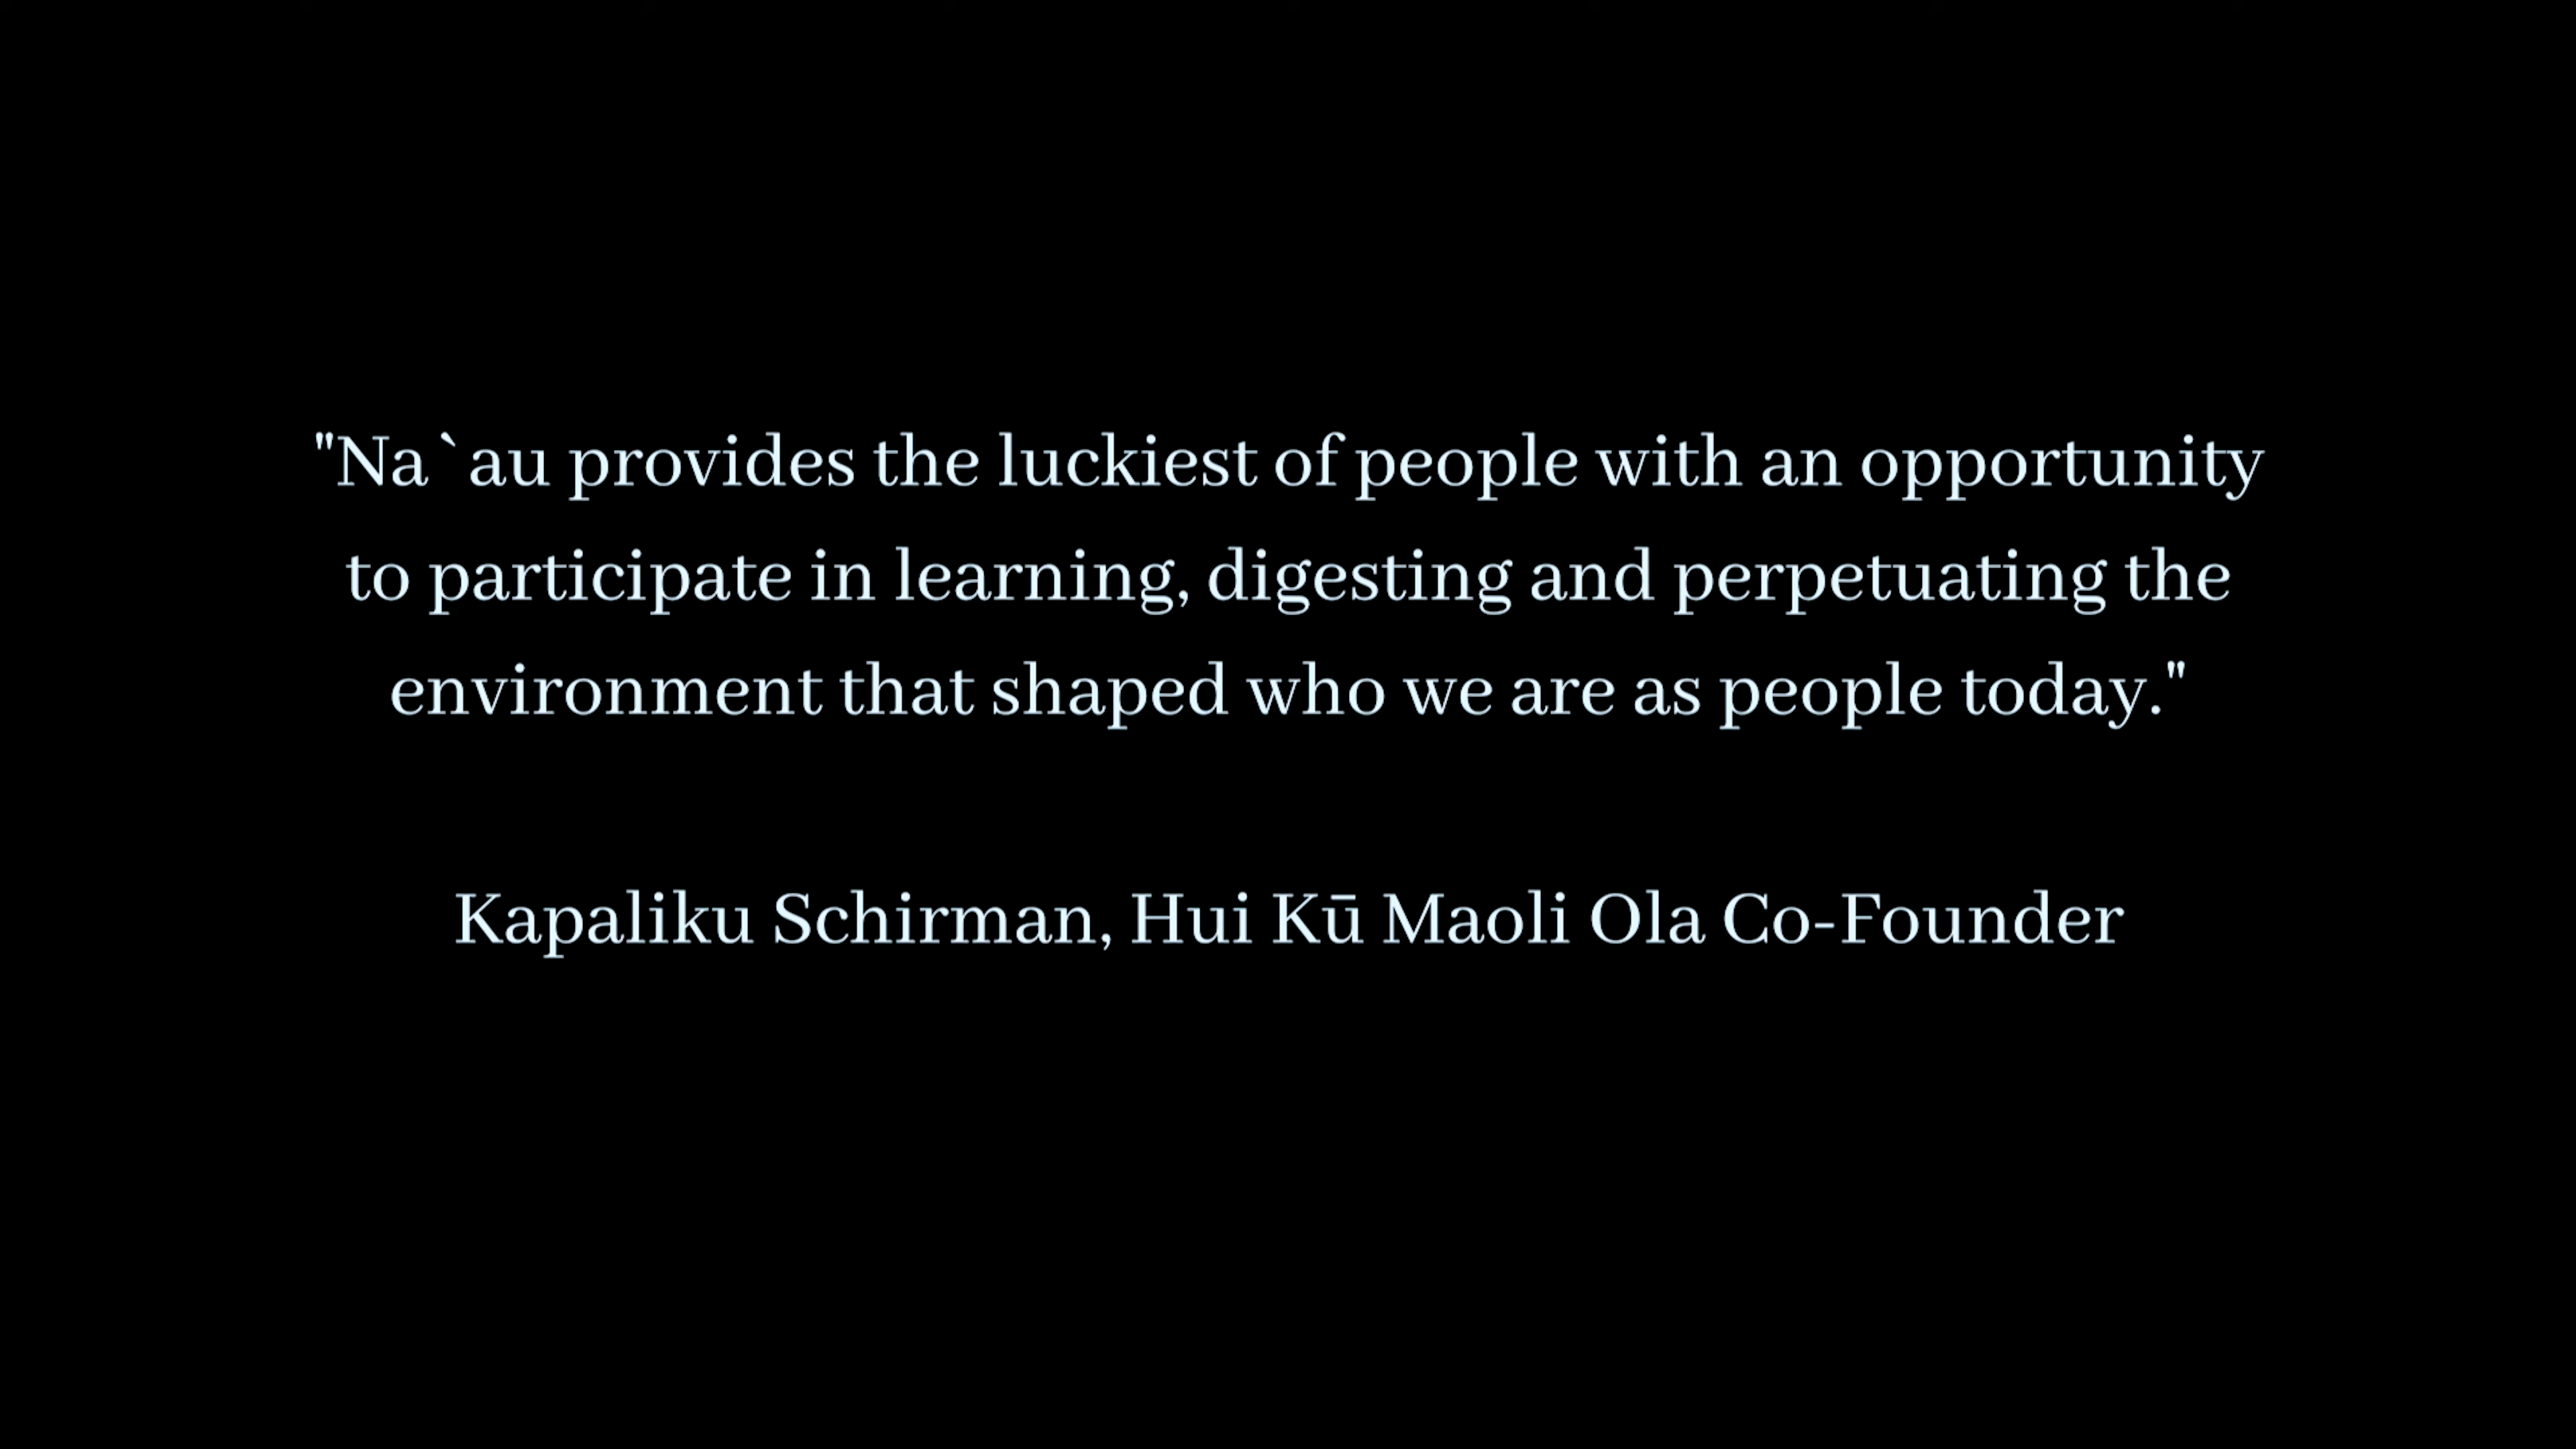 "Na`au provides the luckiest of people with an opportunity
to participate in learning, digesting and perpetuating the
environment that shaped who we are as people today."
Kapaliku Schirman, Hui Kū Maoli Ola Co-Founder